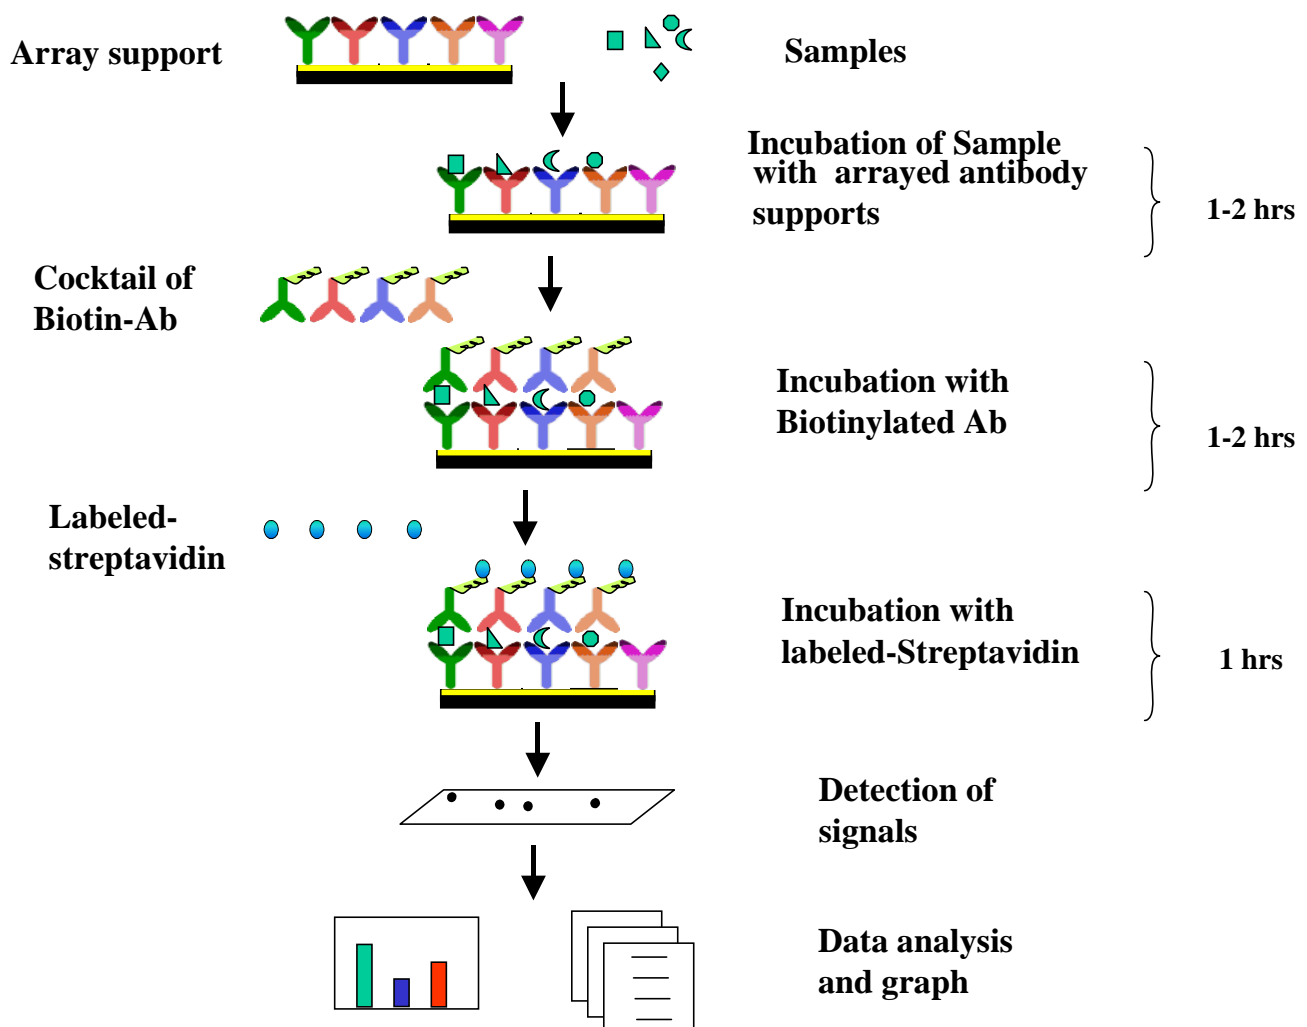 Array support
Samples
Incubation of Sample
with  arrayed antibody
supports
1-2 hrs
Cocktail of
Biotin-Ab
Incubation with
Biotinylated Ab
1-2 hrs
Labeled-
streptavidin
Incubation with
labeled-Streptavidin
1 hrs
Detection of
signals
Data analysis
and graph